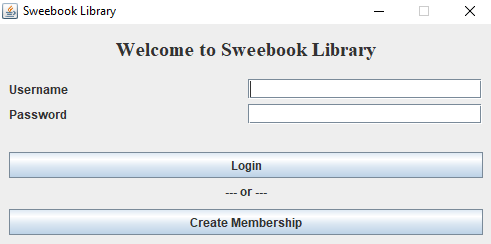 Sweebook Library
Welcome to Sweebook Library
Username
Password
Login
--- or ---
Create Membership